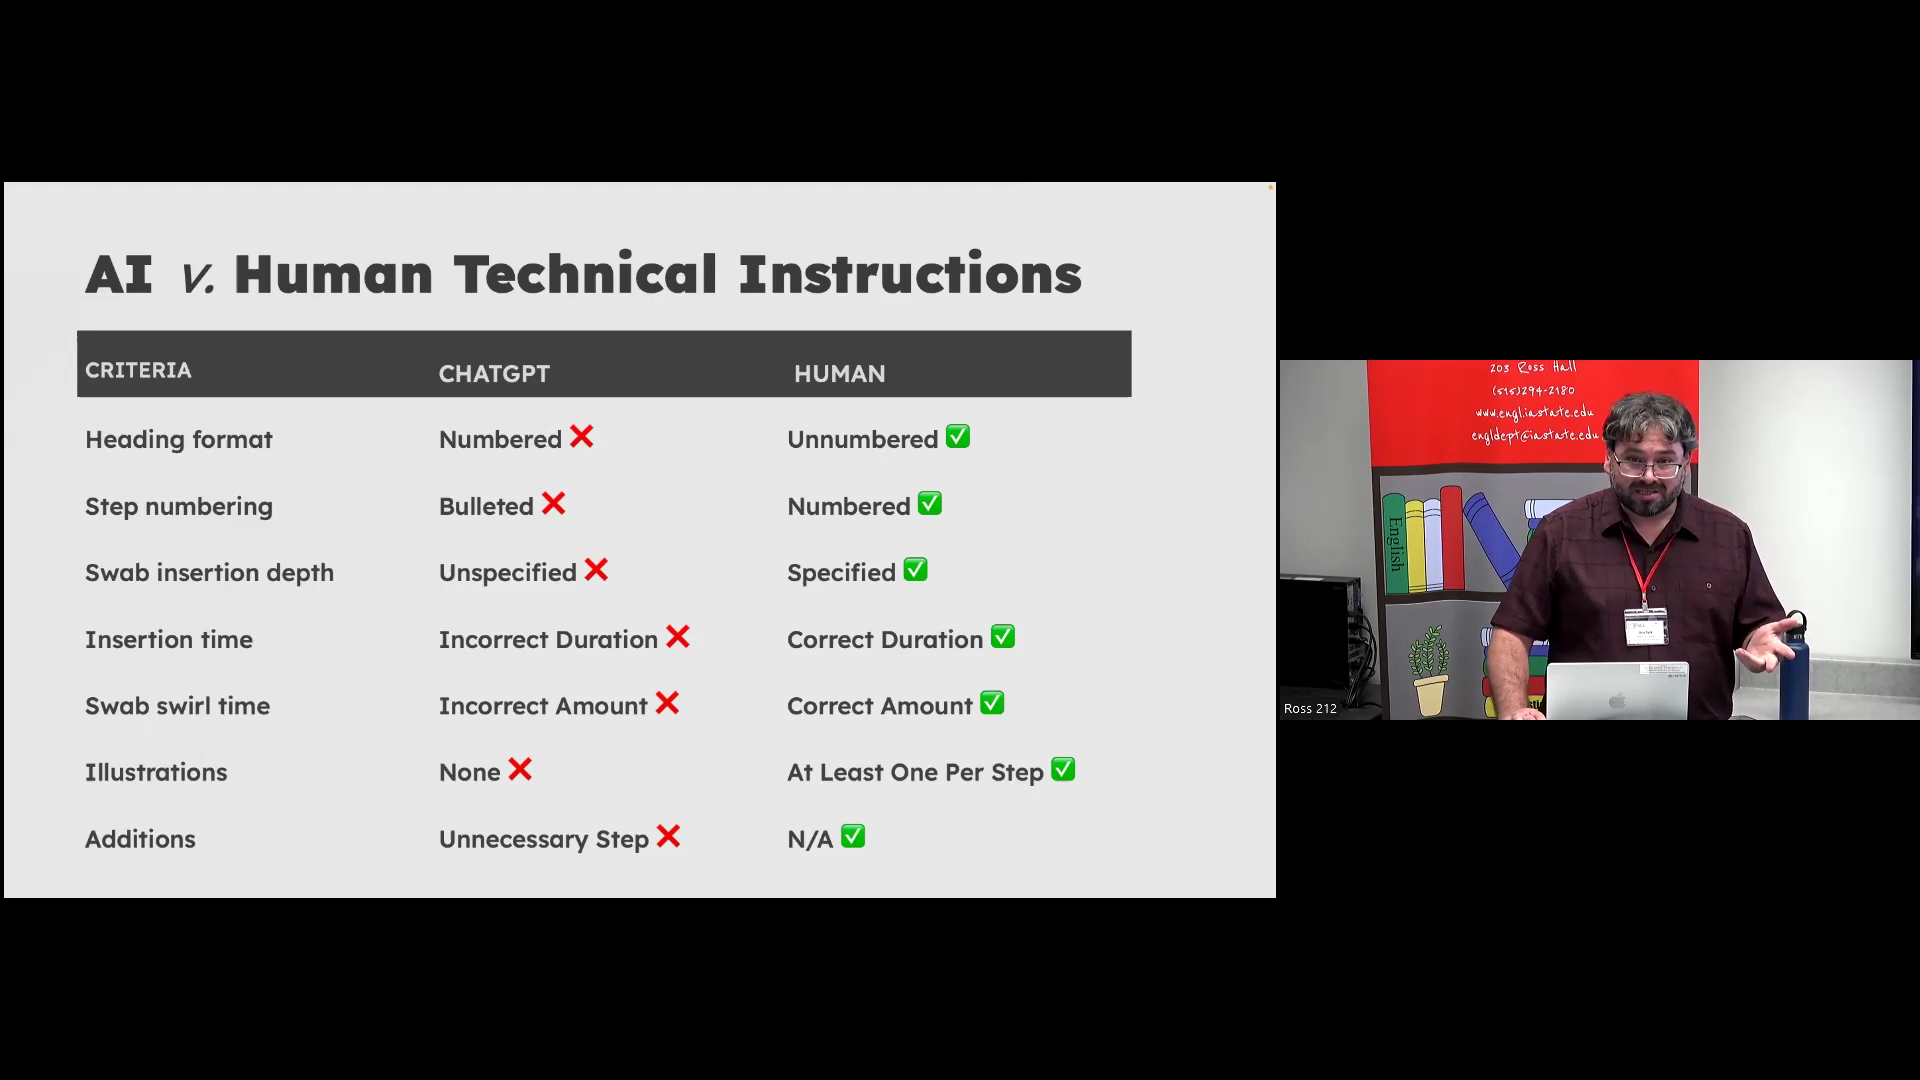 AI v. Human Technical Instructions
CRITERIA CHATGPT HUMAN
Heading format Numbered ❌ Unnumbered ✅
Step numbering Bulleted ❌ Numbered ✅
Swab insertion depth Unspecified ❌ Specified ✅
Insertion time Incorrect Duration ❌ Correct Duration ✅
Swab swirl time Incorrect Amount ❌ Correct Amount ✅
Illustrations None ❌ At Least One Per Step ✅
Additions Unnecessary Step ❌ N/A ✅
203 Ross Hall
(515)294-2180
www.engl.iastate.edu
engldept@iastate.edu
English
Ross 212